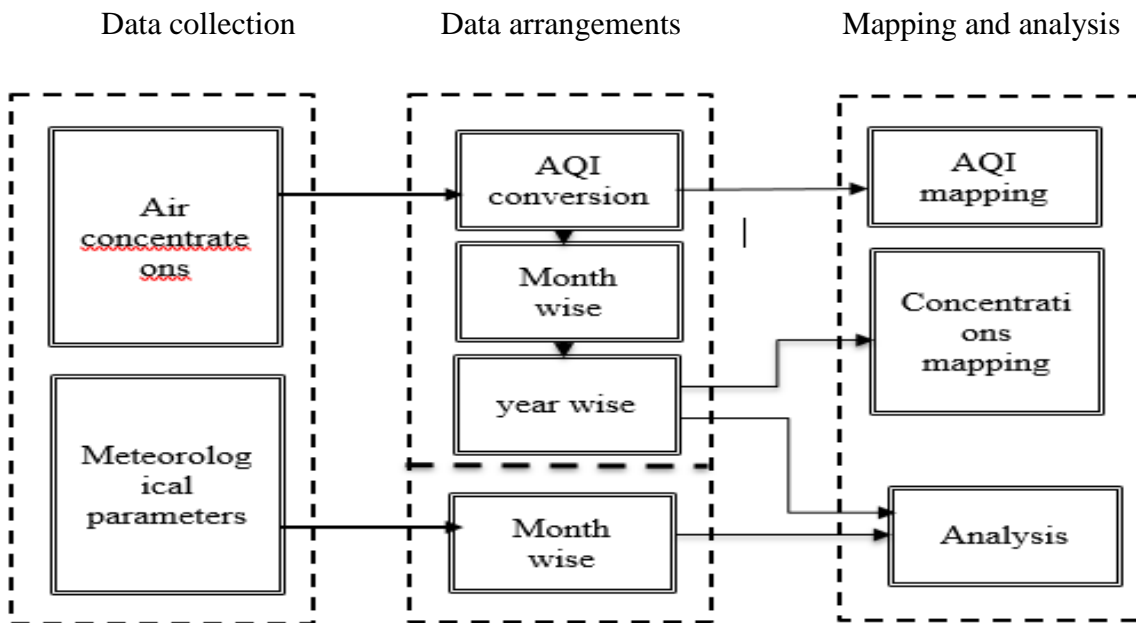 Data collection
Data arrangements
Mapping and analysis
Air
concentrate
ons
Meteorolog
ical
parameters
AQI
conversion
Month
wise
year wise
Month
wise
AQI
mapping
Concentrati
ons
mapping
Analysis